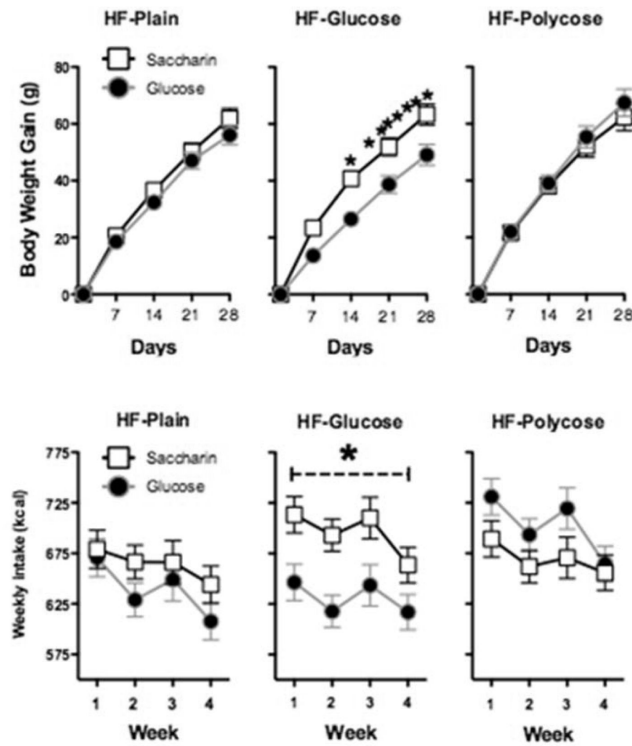 HF-Plain HF-Glucose HF-Polycose
Saccharin
Glucose
Body Weight Gain (g)
80
60
40
20
0
7 14 21 28 7 14 21 28 7 14 21 28
Days Days Days
HF-Plain HF-Glucose HF-Polycose
Saccharin
Glucose
*
Weekly Intake (kcal)
775
725
675
625
575
1 2 3 4 1 2 3 4 1 2 3 4
Week Week Week